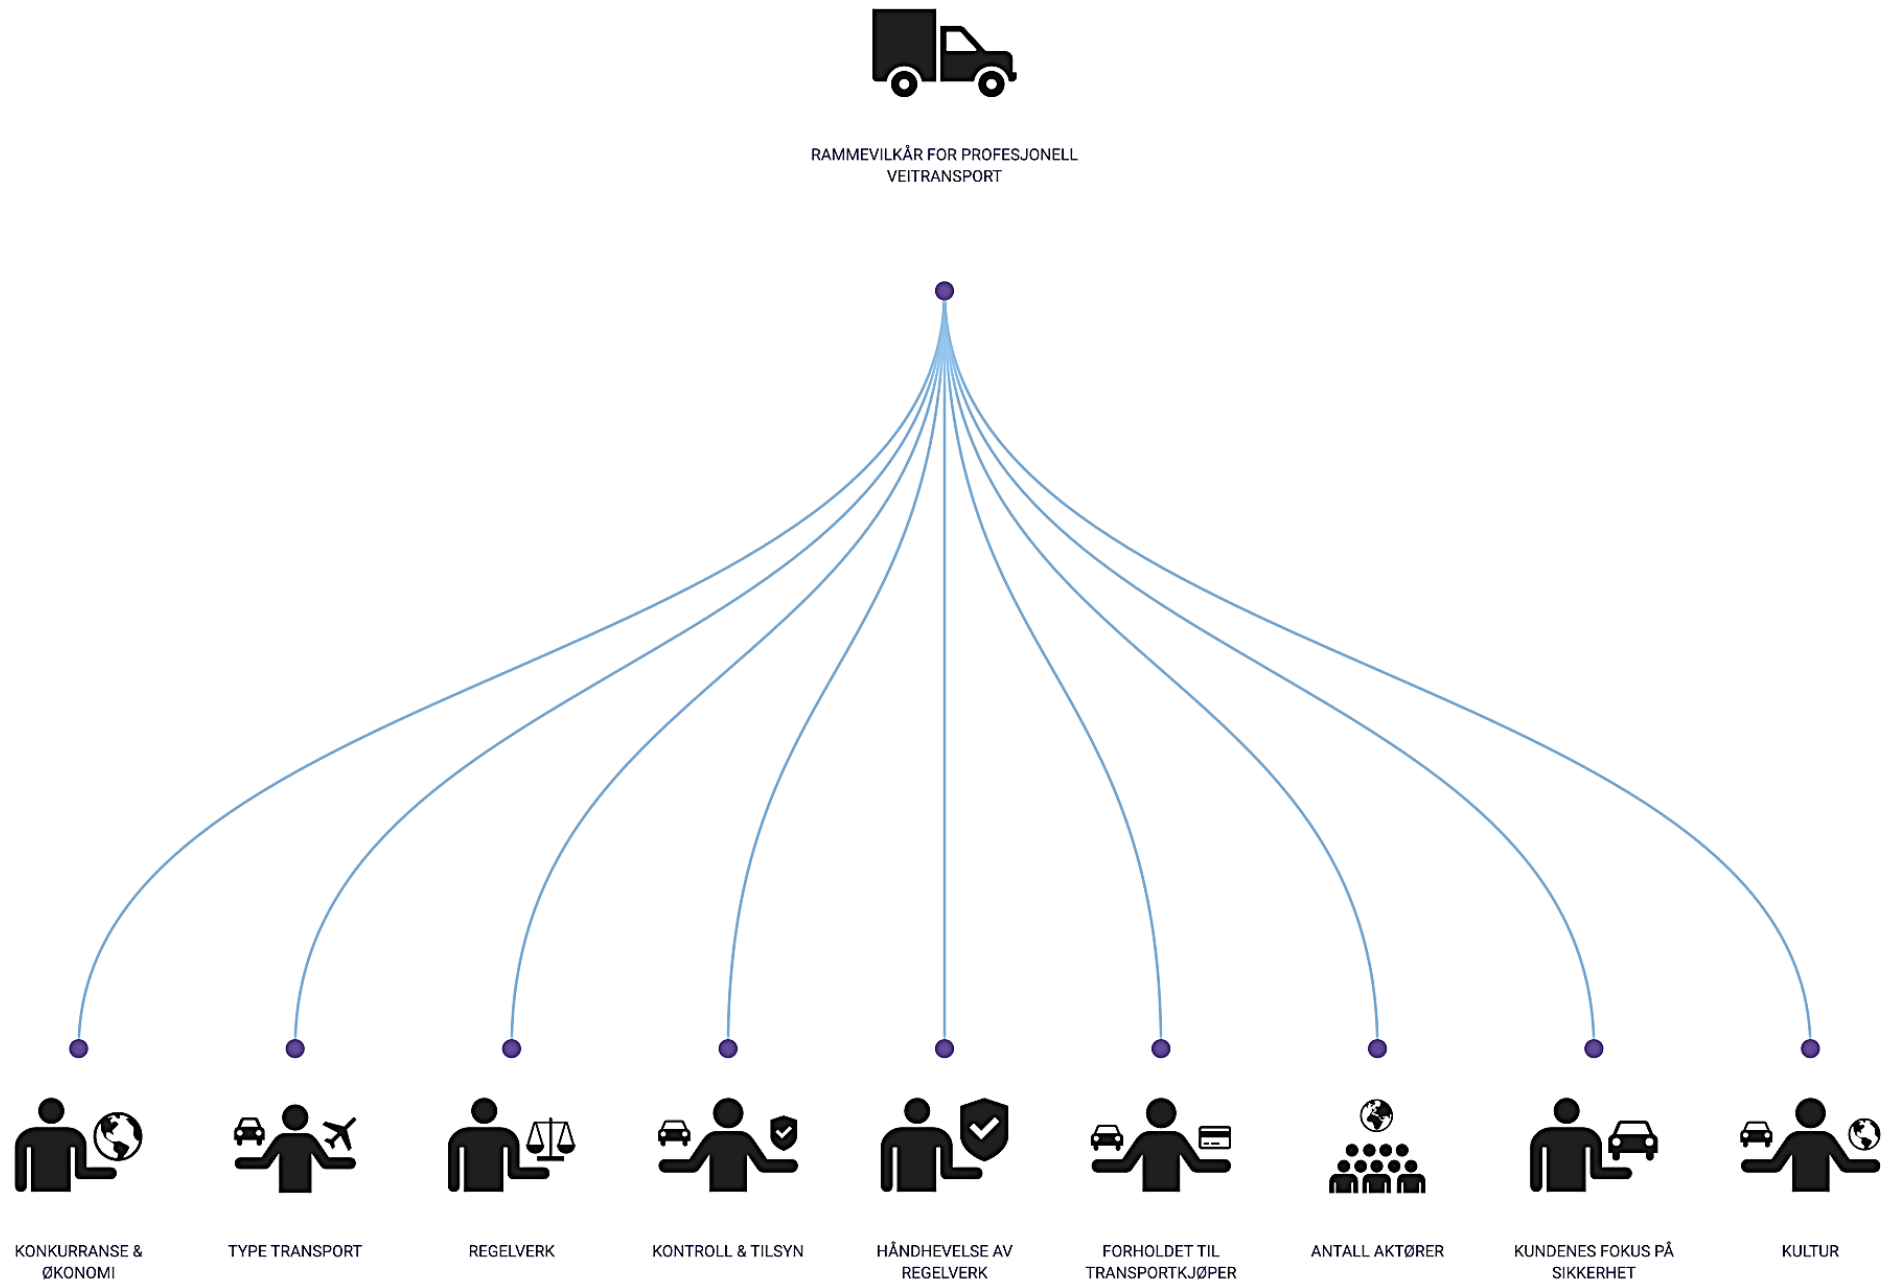 RAMMEVILKÅR FOR PROFESJONELL
VEITRANSPORT
KONKURRANSE &
ØKONOMI
TYPE TRANSPORT
REGELVERK
KONTROLL & TILSYN
HÅNDHEVELSE AV
REGELVERK
FORHOLDET TIL
TRANSPORTKJØPER
ANTALL AKTØRER
KUNDENES FOKUS PÅ
SIKKERHET
KULTUR